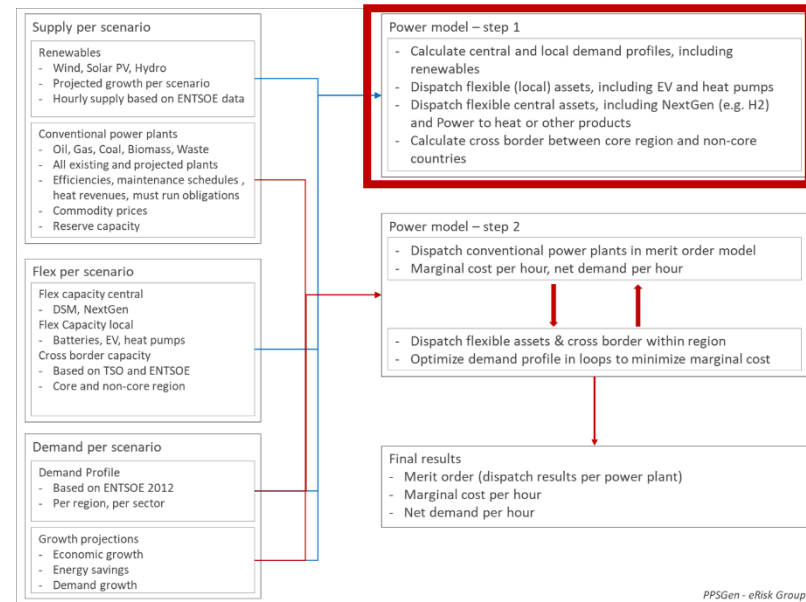 Supply per scenario
Renewables
- Wind, Solar PV, Hydro
- Projected growth per scenario
- Hourly supply based on ENTSOE data
Conventional power plants
- Oil, Gas, Coal, Biomass, Waste
- All existing and projected plants
- Efficiencies, maintenance schedules ,
heat revenues, must run obligations
- Commodity prices
- Reserve capacity
Flex per scenario
Flex capacity central
- DSM, NextGen
Flex Capacity local
- Batteries, EV, heat pumps
Cross border capacity
- Based on TSO and ENTSOE
- Core and non-core region
Demand per scenario
Demand Profile
- Based on ENTSOE 2012
- Per region, per sector
Growth projections
- Economic growth
- Energy savings
- Demand growth
Power model – step 1
- Calculate central and local demand profiles, including
renewables
- Dispatch flexible (local) assets, including EV and heat pumps
- Dispatch flexible central assets, including NextGen (e.g. H2)
and Power to heat or other products
- Calculate cross border between core region and non-core
countries
Power model – step 2
- Dispatch conventional power plants in merit order model
- Marginal cost per hour, net demand per hour
- Dispatch flexible assets & cross border within region
- Optimize demand profile in loops to minimize marginal cost
Final results
- Merit order (dispatch results per power plant)
- Marginal cost per hour
- Net demand per hour
PPSGen - eRisk Group